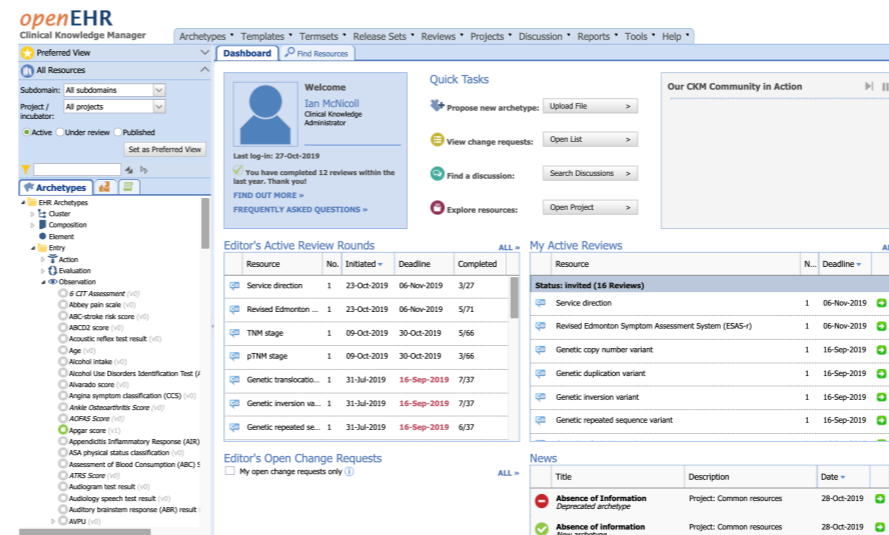 openEHR
Clinical Knowledge Manager
Archetypes Templates Termsets Release Sets Reviews Projects Discussion Reports Tools Help
Preferred View
All Resources
Subdomain: All subdomains
Project / incubator: All projects
Active Under review Published
Set as Preferred View
Archetypes
EHR Archetypes
Cluster
Composition
Element
Entry
Action
Evaluation
Observation
6 CIT Assessment (v0)
Abbey pain scale (v0)
ABC-stroke risk score (v0)
ABCD2 score (v0)
Acoustic reflex test result (v0)
Age (v0)
Alcohol intake (v0)
Alcohol Use Disorders Identification Test (A
Alvarado score (v0)
Angina symptom classification (CCS) (v0)
Ankle Osteoarthritis Score (v0)
AOFAS Score (v0)
Apgar score (v1)
Appendicitis Inflammatory Response (AIR)
ASA physical status classification (v0)
Assessment of Blood Consumption (ABC) S
ATRS Score (v0)
Audiogram test result (v0)
Audiology speech test result (v0)
Auditory brainstem response (ABR) result
AVPU (v0)
Dashboard Find Resources
Welcome
Ian McNicoll
Clinical Knowledge
Administrator
Last log-in: 27-Oct-2019
You have completed 12 reviews within the
last year. Thank you!
FIND OUT MORE »
FREQUENTLY ASKED QUESTIONS »
Quick Tasks
Propose new archetype: Upload File >
View change requests: Open List >
Find a discussion: Search Discussions >
Explore resources: Open Project >
Our CKM Community in Action
Editor's Active Review Rounds ALL »
Resource No. Initiated Deadline Completed
Service direction 1 23-Oct-2019 06-Nov-2019 3/27
Revised Edmonton ... 1 23-Oct-2019 06-Nov-2019 5/71
TNM stage 1 09-Oct-2019 30-Oct-2019 5/66
pTNM stage 1 09-Oct-2019 30-Oct-2019 3/66
Genetic translocatio... 1 31-Jul-2019 16-Sep-2019 7/37
Genetic inversion va... 1 31-Jul-2019 16-Sep-2019 7/37
Genetic repeated se... 1 31-Jul-2019 16-Sep-2019 6/37
My Active Reviews AL
Resource N... Deadline
Status: invited (16 Reviews)
Service direction 1 06-Nov-2019
Revised Edmonton Symptom Assessment System (ESAS-r) 1 06-Nov-2019
Genetic copy number variant 1 16-Sep-2019
Genetic duplication variant 1 16-Sep-2019
Genetic inversion variant 1 16-Sep-2019
Genetic repeated sequence variant 1 16-Sep-2019
Editor's Open Change Requests
My open change requests only ALL »
News
Title Description Date
Absence of Information Project: Common resources 28-Oct-2019
Deprecated archetype
Absence of information Project: Common resources 28-Oct-2019
New archetype